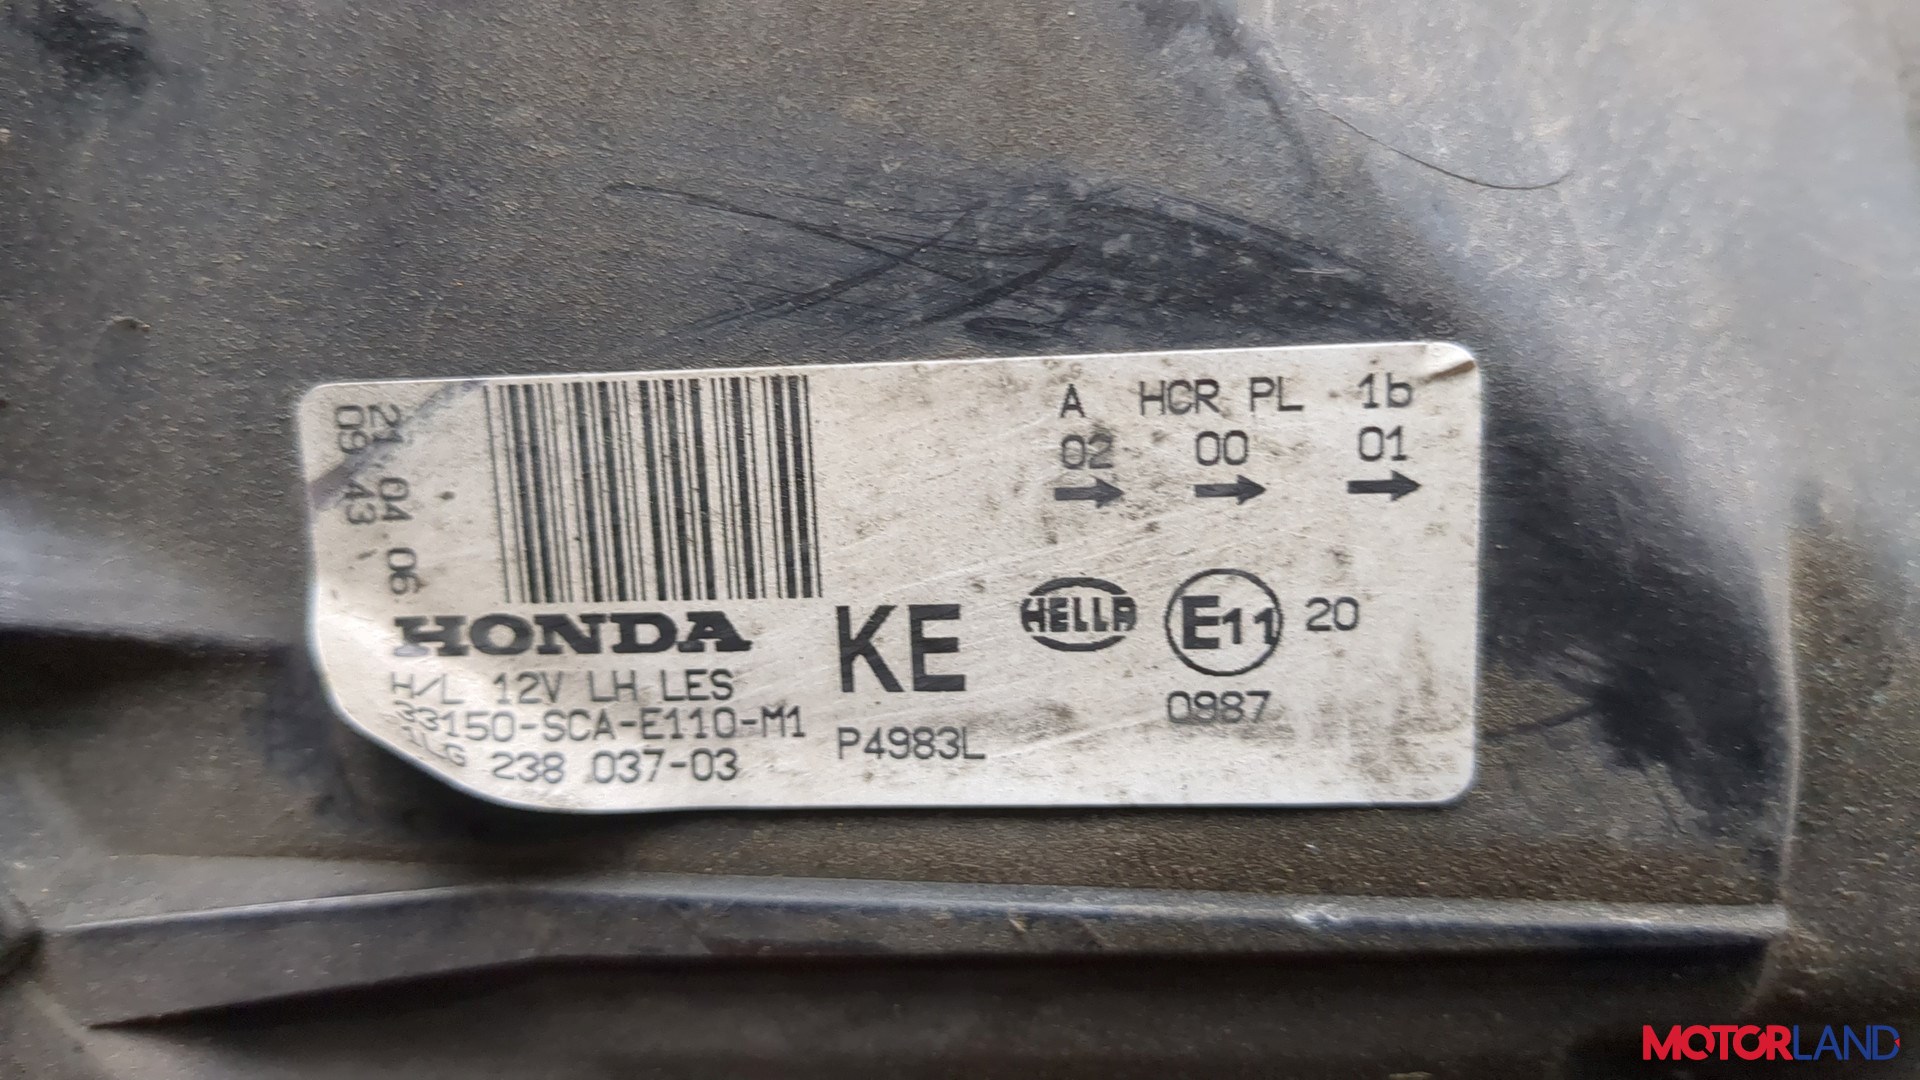 21.04.06
09.43
A HCR PL 1b
02 00 01
HONDA
KE
HELLA
E11 20
0987
H/L 12V LH LES
33150-SCA-E110-M1
238 037-03
P4983L
MOTORLAND